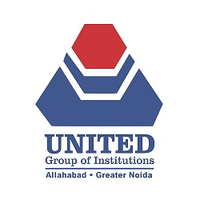 UNITED
Group of Institutions
Allahabad • Greater Noida